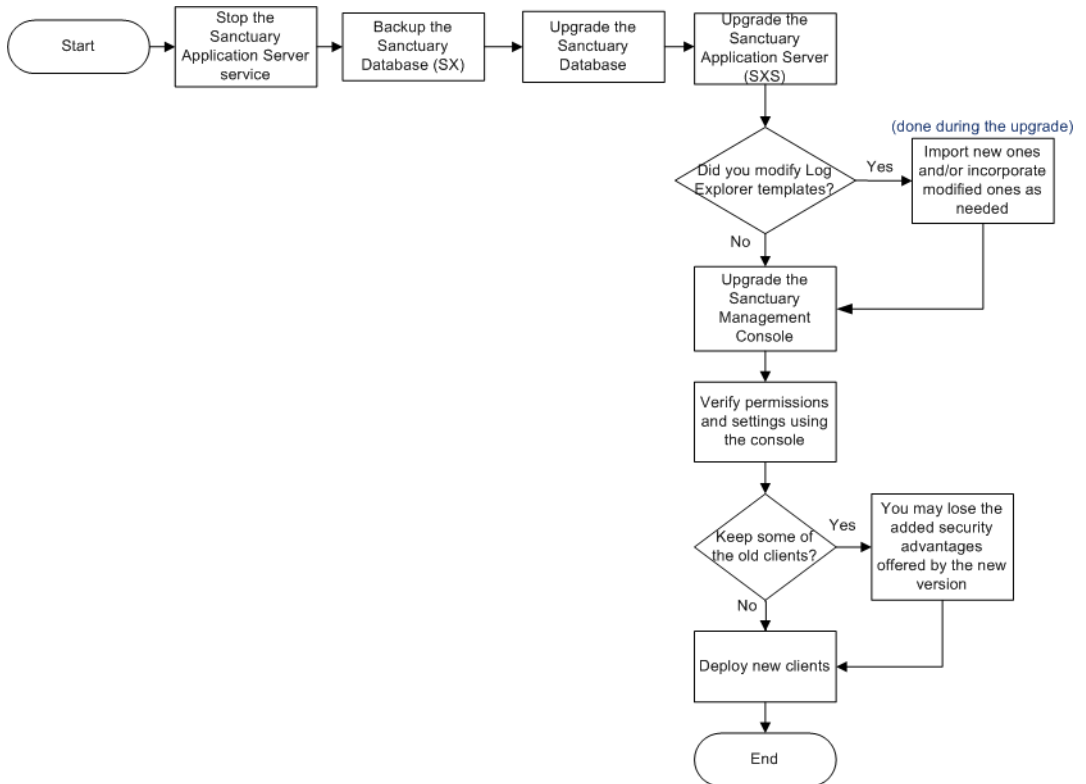 Start
Stop the
Sanctuary
Application Server
service
Backup the
Sanctuary
Database (SX)
Upgrade the
Sanctuary
Database
Upgrade the
Sanctuary
Application Server
(SXS)
Did you modify Log
Explorer templates?
Yes
(done during the upgrade)
Import new ones
and/or incorporate
modified ones as
needed
No
Upgrade the
Sanctuary
Management
Console
Verify permissions
and settings using
the console
Keep some of
the old clients?
Yes
You may lose the
added security
advantages
offered by the new
version
No
Deploy new clients
End